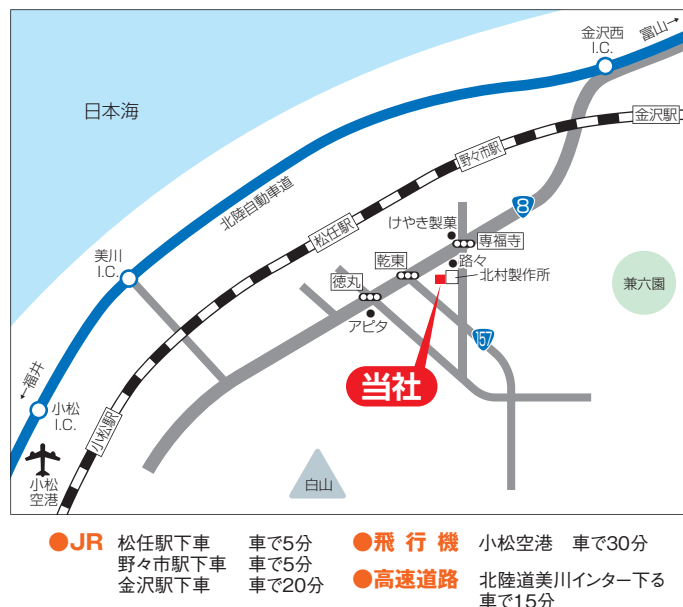 金沢西
I.C.
富山→
日本海
金沢駅
野々市駅
8
北陸自動車道
松任駅
けやき製菓
専福寺
美川
I.C.
乾東
路々
北村製作所
兼六園
徳丸
アピタ
157
当社
←福井
小松
I.C.
小松駅
小松
空港
白山
●JR 松任駅下車 車で5分
野々市駅下車 車で5分
金沢駅下車 車で20分
●飛行機 小松空港 車で30分
●高速道路 北陸道美川インター下る
車で15分